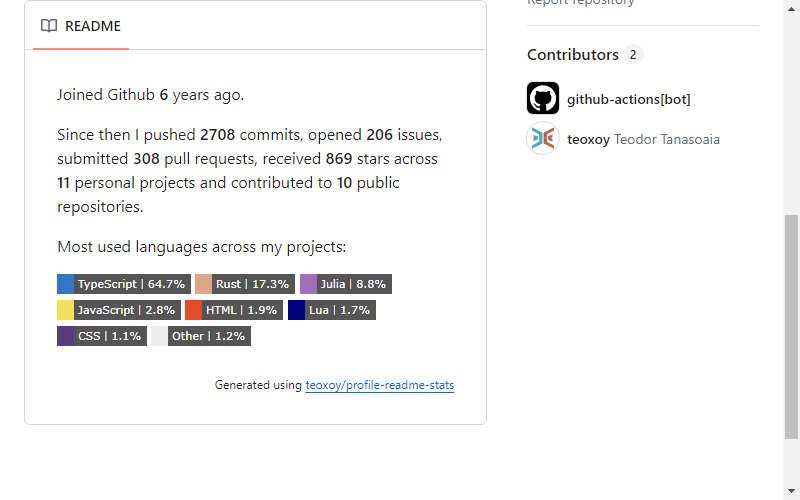 Report repository
README
Contributors 2
github-actions[bot]
teoxoy Teodor Tanasoaia
Joined Github 6 years ago.
Since then I pushed 2708 commits, opened 206 issues,
submitted 308 pull requests, received 869 stars across
11 personal projects and contributed to 10 public
repositories.
Most used languages across my projects:
TypeScript | 64.7% Rust | 17.3% Julia | 8.8%
JavaScript | 2.8% HTML | 1.9% Lua | 1.7%
CSS | 1.1% Other | 1.2%
Generated using teoxoy/profile-readme-stats